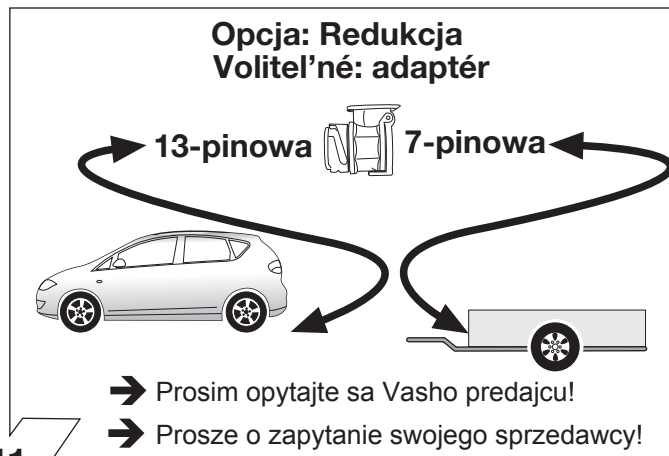 Opcja: Redukcja
Volitel'né: adaptér
13-pinowa 7-pinowa
Prosim opytajte sa Vasho predajcu!
Prosze o zapytanie swojego sprzedawcy!